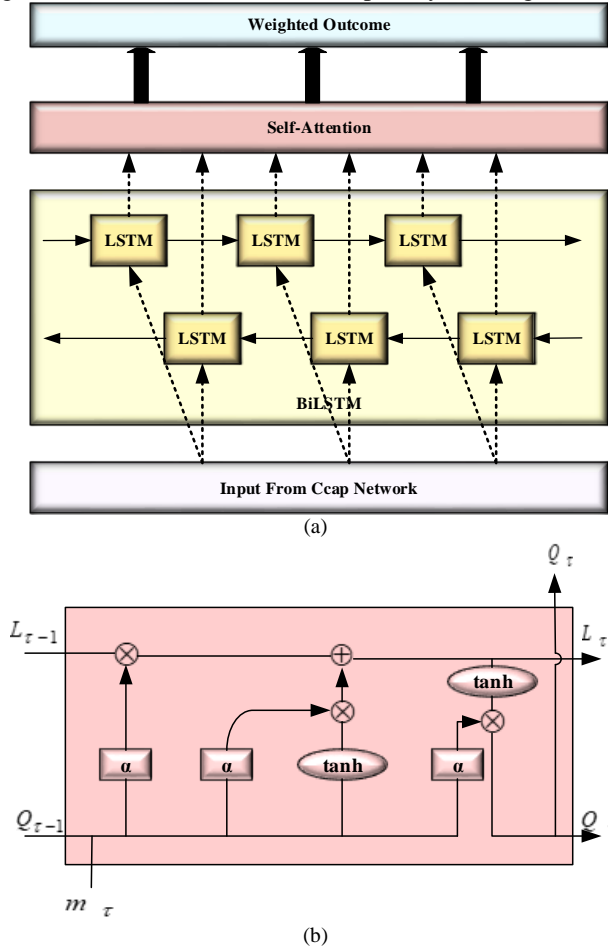 Weighted Outcome
Self-Attention
LSTM LSTM LSTM
LSTM LSTM LSTM
BiLSTM
Input From Ccap Network
(a)
Q τ
L τ−1
L τ
tanh
α α tanh α
Q τ−1
Q
m τ
(b)